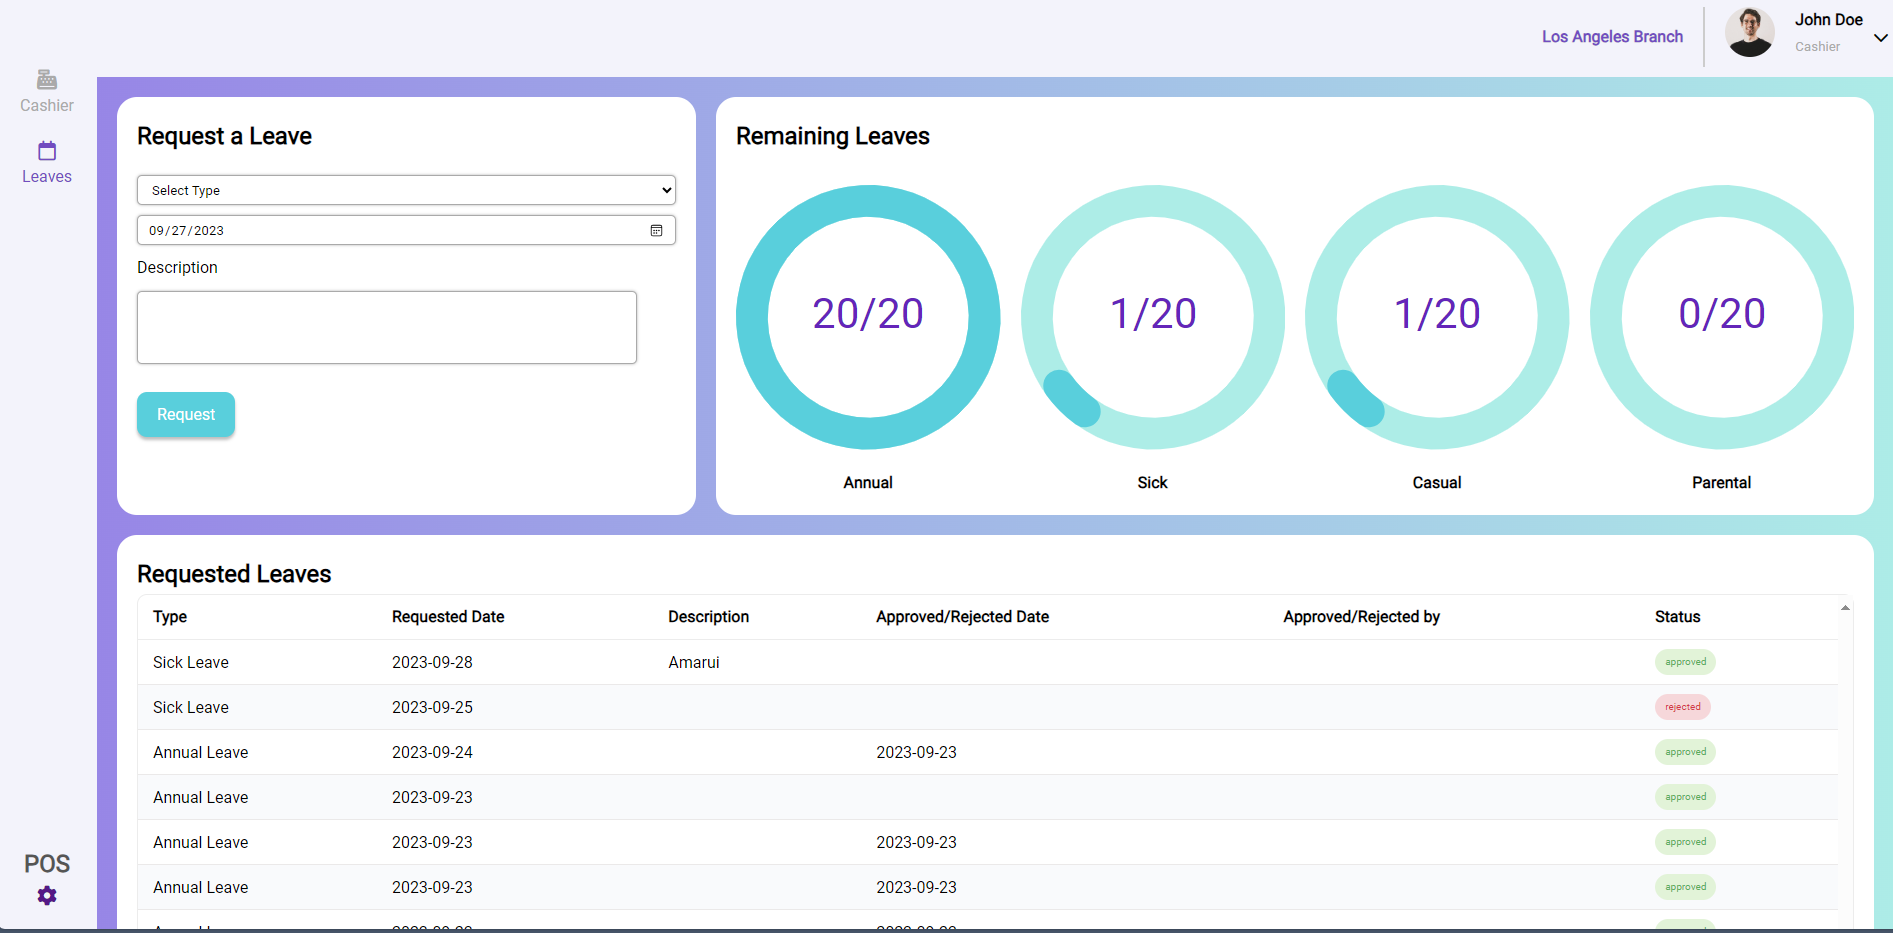 Los Angeles Branch
John Doe
Cashier
Cashier
Leaves
Request a Leave
Select Type
09/27/2023
Description
Request
Remaining Leaves
20/20
1/20
1/20
0/20
Annual
Sick
Casual
Parental
Requested Leaves
Type Requested Date Description Approved/Rejected Date Approved/Rejected by Status
Sick Leave 2023-09-28 Amarui approved
Sick Leave 2023-09-25 rejected
Annual Leave 2023-09-24 2023-09-23 approved
Annual Leave 2023-09-23 approved
Annual Leave 2023-09-23 2023-09-23 approved
Annual Leave 2023-09-23 2023-09-23 approved
POS